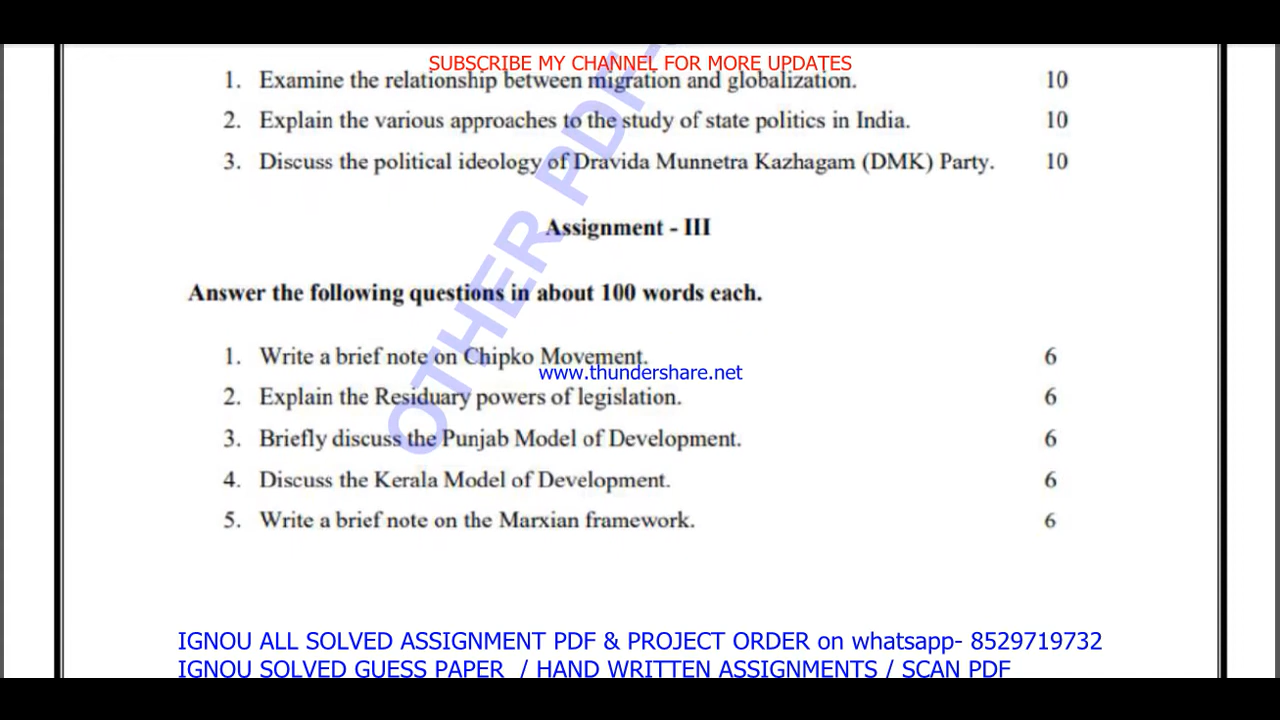 SUBSCRIBE MY CHANNEL FOR MORE UPDATES
1. Examine the relationship between migration and globalization. 10
2. Explain the various approaches to the study of state politics in India. 10
3. Discuss the political ideology of Dravida Munnetra Kazhagam (DMK) Party. 10
Assignment - III
Answer the following questions in about 100 words each.
1. Write a brief note on Chipko Movement. 6
www.thundershare.net
2. Explain the Residuary powers of legislation. 6
3. Briefly discuss the Punjab Model of Development. 6
4. Discuss the Kerala Model of Development. 6
5. Write a brief note on the Marxian framework. 6
OTHER PDF
IGNOU ALL SOLVED ASSIGNMENT PDF & PROJECT ORDER on whatsapp- 8529719732
IGNOU SOLVED GUESS PAPER / HAND WRITTEN ASSIGNMENTS / SCAN PDF